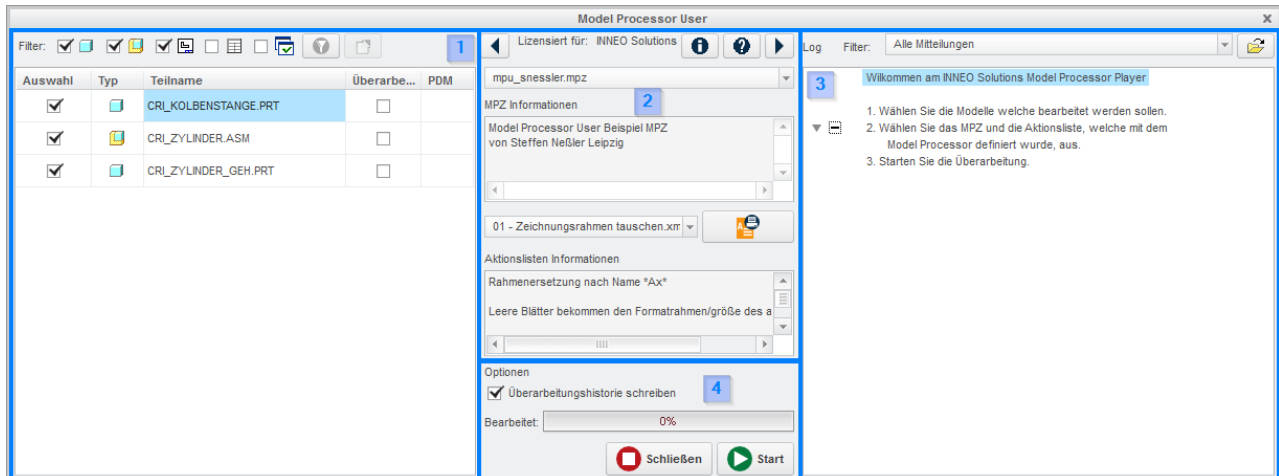 Model Processor User
X
Filter:
1
Auswahl Typ Teilname Überarbe... PDM
CRI_KOLBENSTANGE.PRT
CRI_ZYLINDER.ASM
CRI_ZYLINDER_GEH.PRT
Lizensiert für: INNEO Solutions
mpu_snessler.mpz
MPZ Informationen
2
Model Processor User Beispiel MPZ
von Steffen Neßler Leipzig
01 - Zeichnungsrahmen tauschen.xm
Aktionslisten Informationen
Rahmenersetzung nach Name *Ax*
Leere Blätter bekommen den Formatrahmen/größe des a
Optionen
Überarbeitungshistorie schreiben
4
Bearbeitet: 0%
Schließen Start
Log Filter: Alle Mitteilungen
3
Wilkommen am INNEO Solutions Model Processor Player
1. Wählen Sie die Modelle welche bearbeitet werden sollen.
2. Wählen Sie das MPZ und die Aktionsliste, welche mit dem
Model Processor definiert wurde, aus.
3. Starten Sie die Überarbeitung.